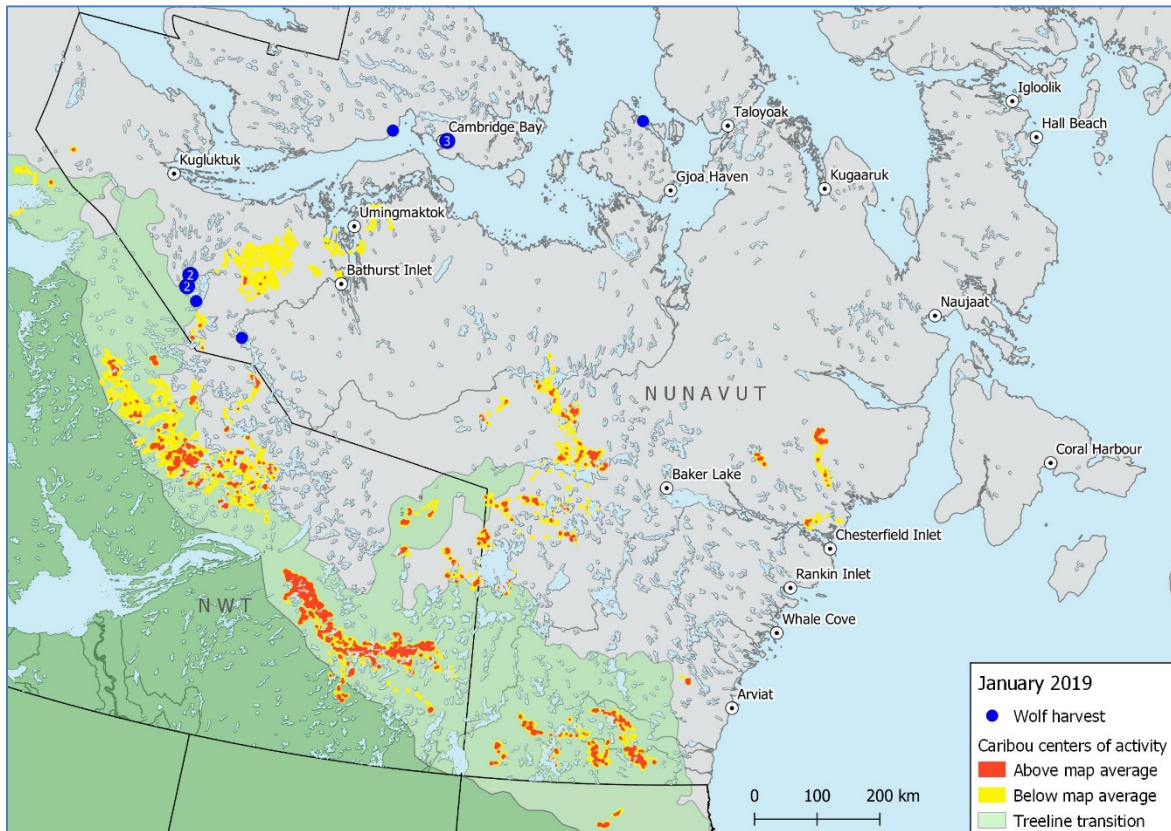 Igloolik
Taloyoak
Hall Beach
Cambridge Bay
3
Kugluktuk
Gjoa Haven
Kugaaruk
Umingmaktok
2
Bathurst Inlet
2
Naujaat
NUNAVUT
Coral Harbour
Baker Lake
Chesterfield Inlet
Rankin Inlet
NWT
Whale Cove
Arviat
January 2019
Wolf harvest
Caribou centers of activity
Above map average
Below map average
Treeline transition
0 100 200 km